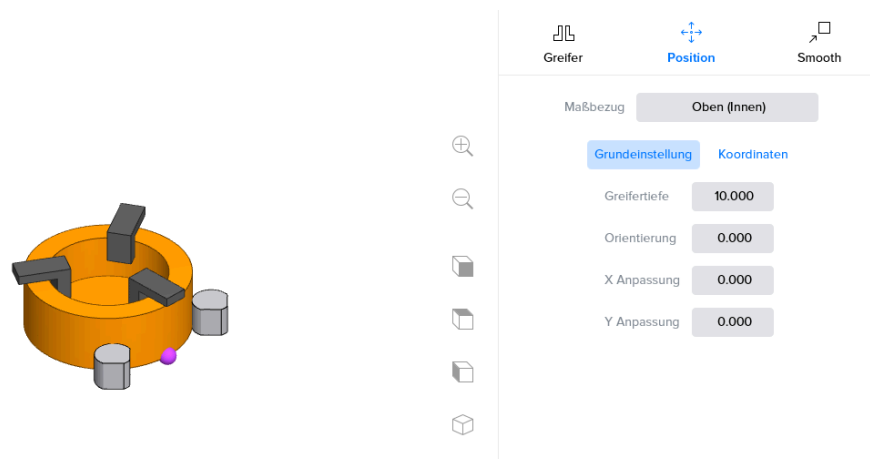 Greifer
Position
Smooth
Maßbezug
Oben (Innen)
Grundeinstellung
Koordinaten
Greifertiefe
10.000
Orientierung
0.000
X Anpassung
0.000
Y Anpassung
0.000